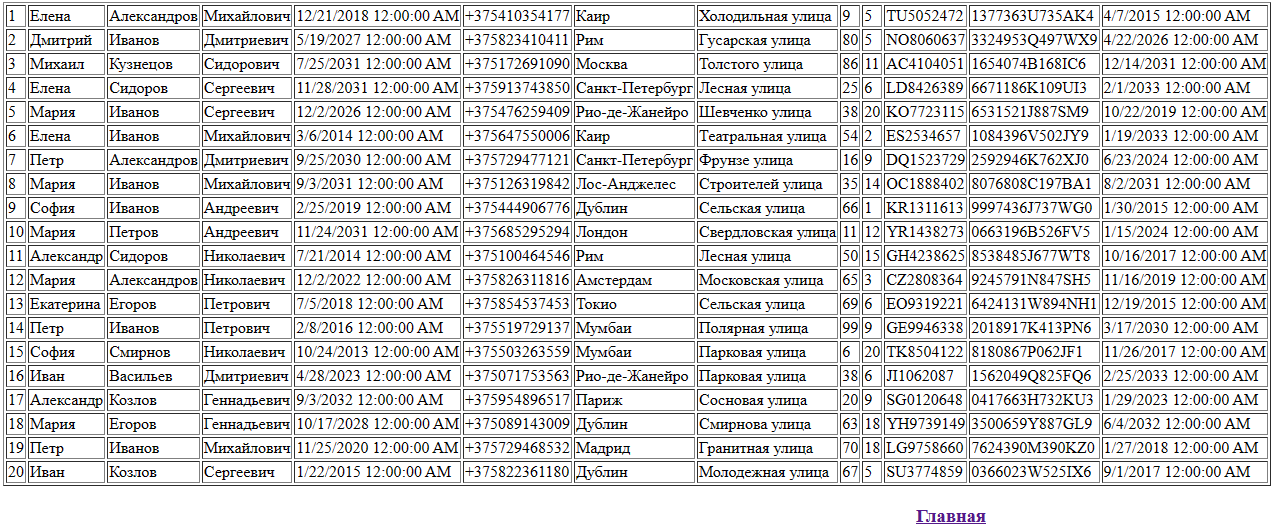 1 Елена Александров Михайлович 12/21/2018 12:00:00 AM +375410354177 Каир Холодильная улица 9 5 TU5052472 1377363U735AK4 4/7/2015 12:00:00 AM
2 Дмитрий Иванов Дмитриевич 5/19/2027 12:00:00 AM +375823410411 Рим Гусарская улица 80 5 NO8060637 3324953Q497WX9 4/22/2026 12:00:00 AM
3 Михаил Кузнецов Сидорович 7/25/2031 12:00:00 AM +375172691090 Москва Толстого улица 86 11 AC4104051 1654074B168IC6 12/14/2031 12:00:00 AM
4 Елена Сидоров Сергеевич 11/28/2031 12:00:00 AM +375913743850 Санкт-Петербург Лесная улица 25 6 LD8426389 6671186K109UI3 2/1/2033 12:00:00 AM
5 Мария Иванов Сергеевич 12/2/2026 12:00:00 AM +375476259409 Рио-де-Жанейро Шевченко улица 38 20 KO7723115 6531521J887SM9 10/22/2019 12:00:00 AM
6 Елена Иванов Михайлович 3/6/2014 12:00:00 AM +375647550006 Каир Театральная улица 54 2 ES2534657 1084396V502JY9 1/19/2033 12:00:00 AM
7 Петр Александров Дмитриевич 9/25/2030 12:00:00 AM +375729477121 Санкт-Петербург Фрунзе улица 16 9 DQ1523729 2592946K762XJ0 6/23/2024 12:00:00 AM
8 Мария Иванов Михайлович 9/3/2031 12:00:00 AM +375126319842 Лос-Анджелес Строителей улица 35 14 OC1888402 8076808C197BA1 8/2/2031 12:00:00 AM
9 София Иванов Андреевич 2/25/2019 12:00:00 AM +375444906776 Дублин Сельская улица 66 1 KR1311613 9997436J737WG0 1/30/2015 12:00:00 AM
10 Мария Петров Андреевич 11/24/2031 12:00:00 AM +375685295294 Лондон Свердловская улица 11 12 YR1438273 0663196B526FV5 1/15/2024 12:00:00 AM
11 Александр Сидоров Николаевич 7/21/2014 12:00:00 AM +375100464546 Рим Лесная улица 50 15 GH4238625 8538485J677WT8 10/16/2017 12:00:00 AM
12 Мария Александров Николаевич 12/2/2022 12:00:00 AM +375826311816 Амстердам Московская улица 65 3 CZ2808364 9245791N847SH5 11/16/2019 12:00:00 AM
13 Екатерина Егоров Петрович 7/5/2018 12:00:00 AM +375854537453 Токио Сельская улица 69 6 EO9319221 6424131W894NH1 12/19/2015 12:00:00 AM
14 Петр Иванов Петрович 2/8/2016 12:00:00 AM +375519729137 Мумбаи Полярная улица 99 9 GE9946338 2018917K413PN6 3/17/2030 12:00:00 AM
15 София Смирнов Николаевич 10/24/2013 12:00:00 AM +375503263559 Мумбаи Парковая улица 6 20 TK8504122 8180867P062JF1 11/26/2017 12:00:00 AM
16 Иван Васильев Дмитриевич 4/28/2023 12:00:00 AM +375071753563 Рио-де-Жанейро Парковая улица 38 6 JI1062087 1562049Q825FQ6 2/25/2033 12:00:00 AM
17 Александр Козлов Геннадьевич 9/3/2032 12:00:00 AM +375954896517 Париж Сосновая улица 20 9 SG0120648 0417663H732KU3 1/29/2023 12:00:00 AM
18 Мария Егоров Геннадьевич 10/17/2028 12:00:00 AM +375089143009 Дублин Смирнова улица 63 18 YH9739149 3500659Y887GL9 6/4/2032 12:00:00 AM
19 Петр Иванов Михайлович 11/25/2020 12:00:00 AM +375729468532 Мадрид Гранитная улица 70 18 LG9758660 7624390M390KZ0 1/27/2018 12:00:00 AM
20 Иван Козлов Сергеевич 1/22/2015 12:00:00 AM +375822361180 Дублин Молодежная улица 67 5 SU3774859 0366023W525IX6 9/1/2017 12:00:00 AM
Главная